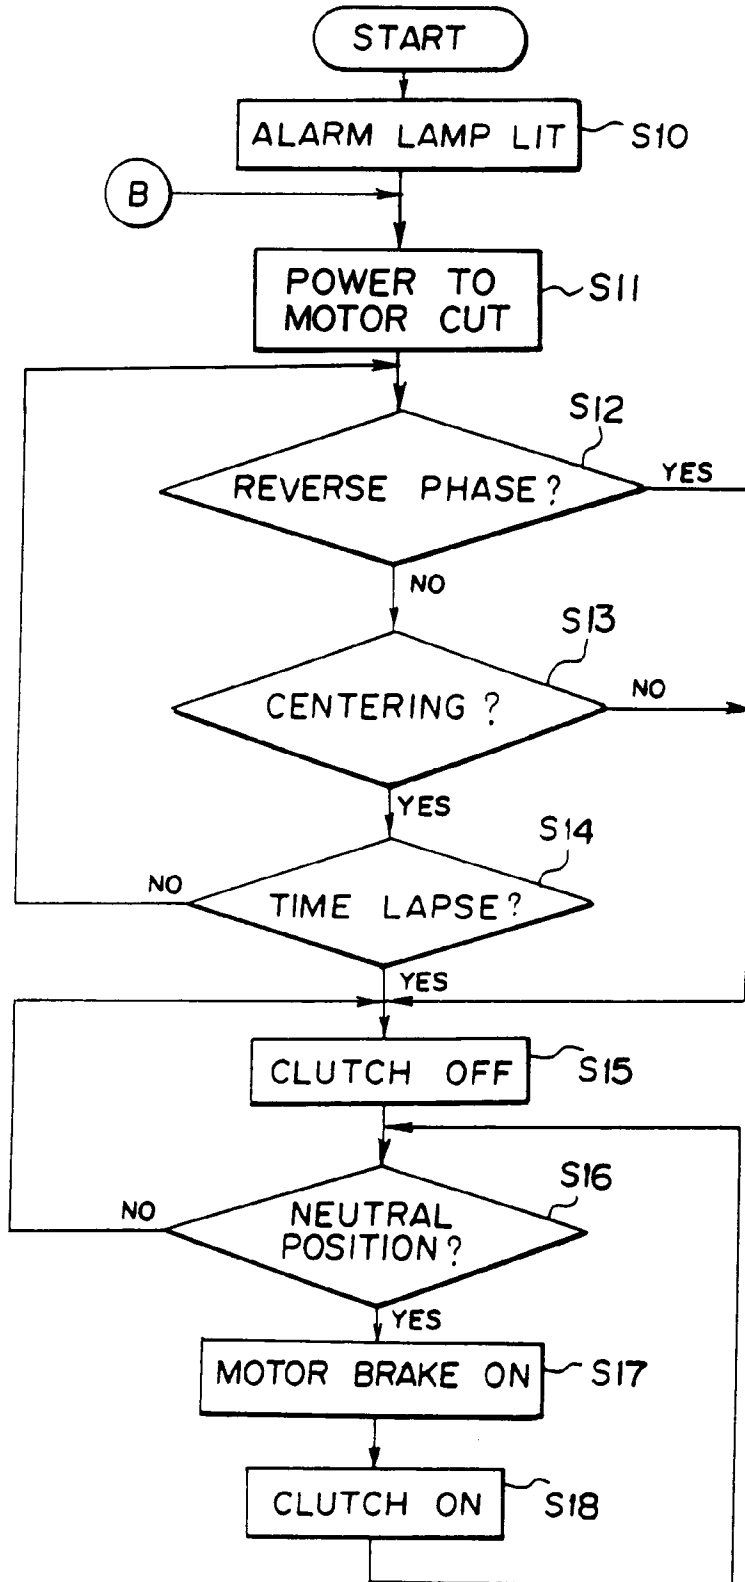 START
ALARM LAMP LIT
S10
B
POWER TO
MOTOR CUT
S11
S12
REVERSE PHASE?
YES
NO
S13
CENTERING?
NO
YES
S14
TIME LAPSE?
NO
YES
CLUTCH OFF
S15
S16
NEUTRAL
POSITION?
NO
YES
MOTOR BRAKE ON
S17
CLUTCH ON
S18